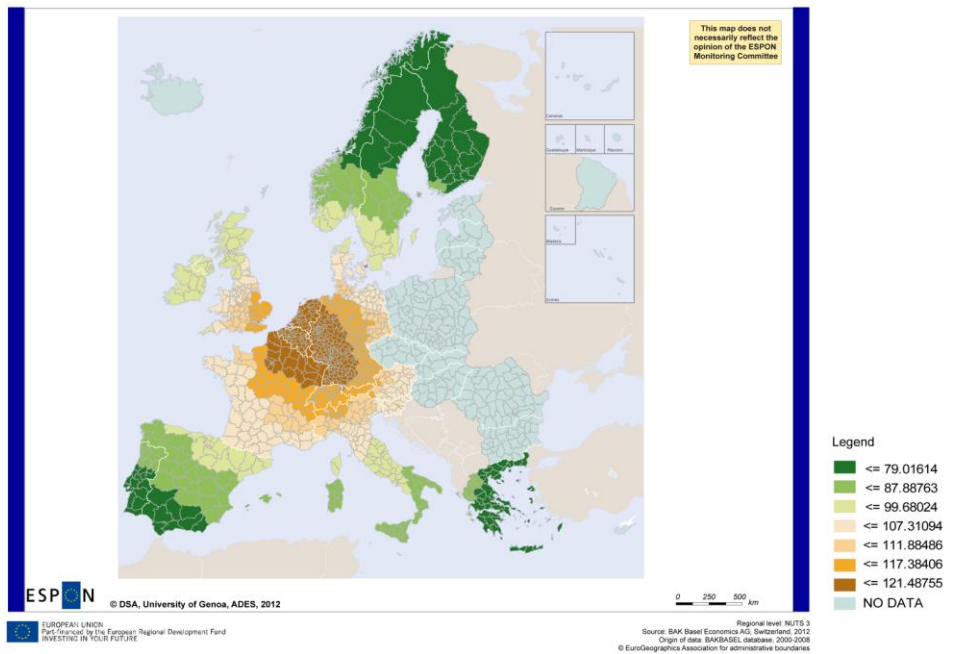 This map does not
necessarily reflect the
opinion of the ESPON
Monitoring Committee
Canarias
Guadeloupe
Martinique
Réunion
Guyane
Madeira
Legend
<= 79.01614
<= 87.88763
<= 99.68024
<= 107.31094
<= 111.88486
<= 117.38406
<= 121.48755
NO DATA
ESPON
© DSA, University of Genoa, ADES, 2012
0 250 500 km
EUROPEAN UNION
Part-financed by the European Regional Development Fund
INVESTING IN YOUR FUTURE
Regional level: NUTS 3
Source: BAK Basel Economics AG, Switzerland, 2012
Origin of data: BAKBASEL database, 2000-2008
© EuroGeographics Association for administrative boundaries